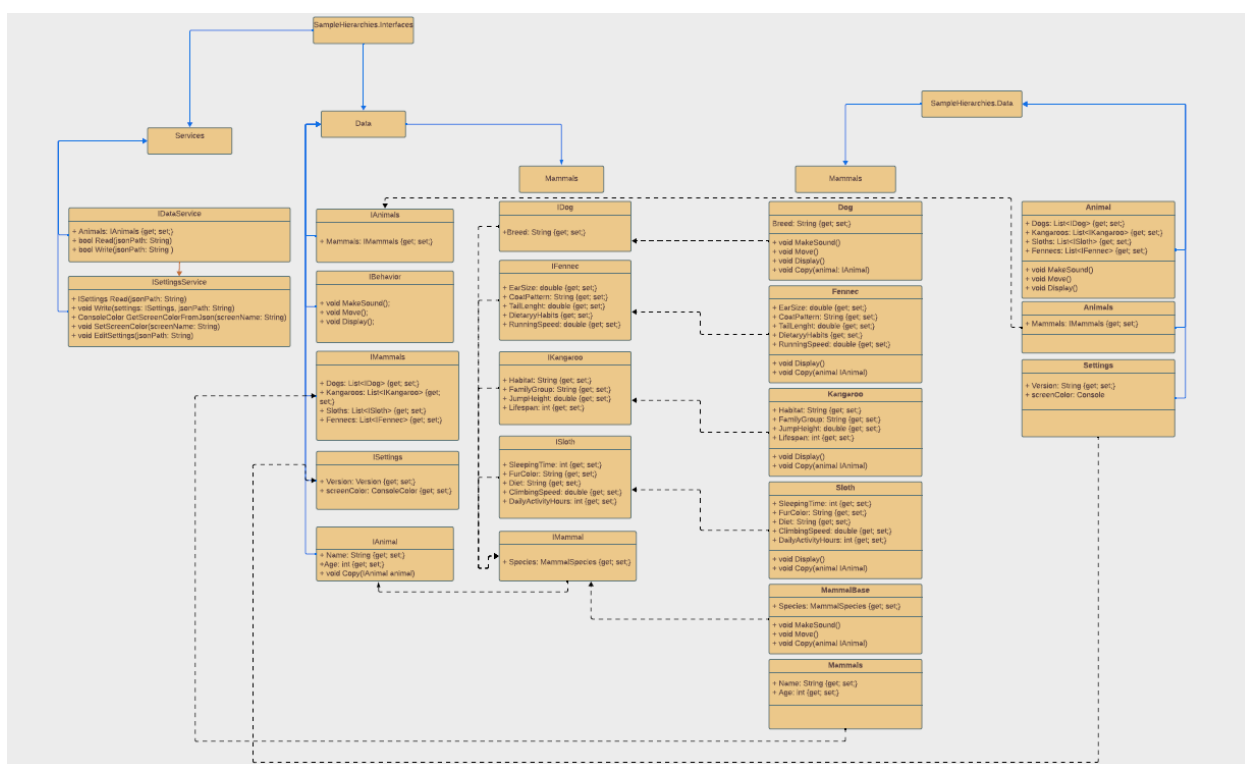 SampleHierarchies.Interfaces
Services
Data
Mammals
IDataService
+ Animals: IAnimals {get; set;}
+ bool Read(jsonPath: String)
+ bool Write(jsonPath: String )
ISettingsService
+ ISettings Read(jsonPath: String)
+ void Write(settings: ISettings, jsonPath: String)
+ ConsoleColor GetScreenColorFromJson(screenName: String)
+ void SetScreenColor(screenName: String)
+ void EditSettings(jsonPath: String)
IAnimals
+ Mammals: IMammals {get; set;}
IBehavior
+ void MakeSound();
+ void Move();
+ void Display();
IMammals
+ Dogs: List<IDog> {get; set;}
+ Kangaroos: List<IKangaroo> {get;
set;}
+ Sloths: List<ISloth> {get; set;}
+ Fennecs: List<IFennec> {get; set;}
ISettings
+ Version: Version {get; set;}
+ screenColor: ConsoleColor {get; set;}
IAnimal
+ Name: String {get; set;}
+Age: int {get; set;}
+ void Copy(IAnimal animal)
IDog
+Breed: String {get; set;}
IFennec
+ EarSize: double {get; set;}
+ CoatPattern: String {get; set;}
+ TailLenght: double {get; set;}
+ DietaryyHabits {get; set;}
+ RunningSpeed: double {get; set;}
IKangaroo
+ Habitat: String {get; set;}
+ FamilyGroup: String {get; set;}
+ JumpHeight: double {get; set;}
+ Lifespan: int {get; set;}
ISloth
+ SleepingTime: int {get; set;}
+ FurColor: String {get; set;}
+ Diet: String {get; set;}
+ ClimbingSpeed: double {get; set;}
+ DailyActivityHours: int {get; set;}
IMammal
+ Species: MammalSpecies {get; set;}
SampleHierarchies.Data
Mammals
Dog
Breed: String {get; set;}
+ void MakeSound()
+ void Move()
+ void Display()
+ void Copy(animal: IAnimal)
Fennec
+ EarSize: double {get; set;}
+ CoatPattern: String {get; set;}
+ TailLenght: double {get; set;}
+ DietaryyHabits {get; set;}
+ RunningSpeed: double {get; set;}
+ void Display()
+ void Copy(animal IAnimal)
Kangaroo
+ Habitat: String {get; set;}
+ FamilyGroup: String {get; set;}
+ JumpHeight: double {get; set;}
+ Lifespan: int {get; set;}
+ void Display()
+ void Copy(animal IAnimal)
Sloth
+ SleepingTime: int {get; set;}
+ FurColor: String {get; set;}
+ Diet: String {get; set;}
+ ClimbingSpeed: double {get; set;}
+ DailyActivityHours: int {get; set;}
+ void Display()
+ void Copy(animal IAnimal)
MammalBase
+ Species: MammalSpecies {get; set;}
+ void MakeSound()
+ void Move()
+ void Copy(animal IAnimal)
Mammals
+ Name: String {get; set;}
+ Age: int {get; set;}
Animal
+ Dogs: List<IDog> {get; set;}
+ Kangaroos: List<IKangaroo> {get; set;}
+ Sloths: List<ISloth> {get; set;}
+ Fennecs: List<IFennec> {get; set;}
+ void MakeSound()
+ void Move()
+ void Display()
Animals
+ Mammals: IMammals {get; set;}
Settings
+ Version: String {get; set;}
+ screenColor: Console